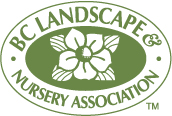 BC LANDSCAPE &
NURSERY ASSOCIATION
TM